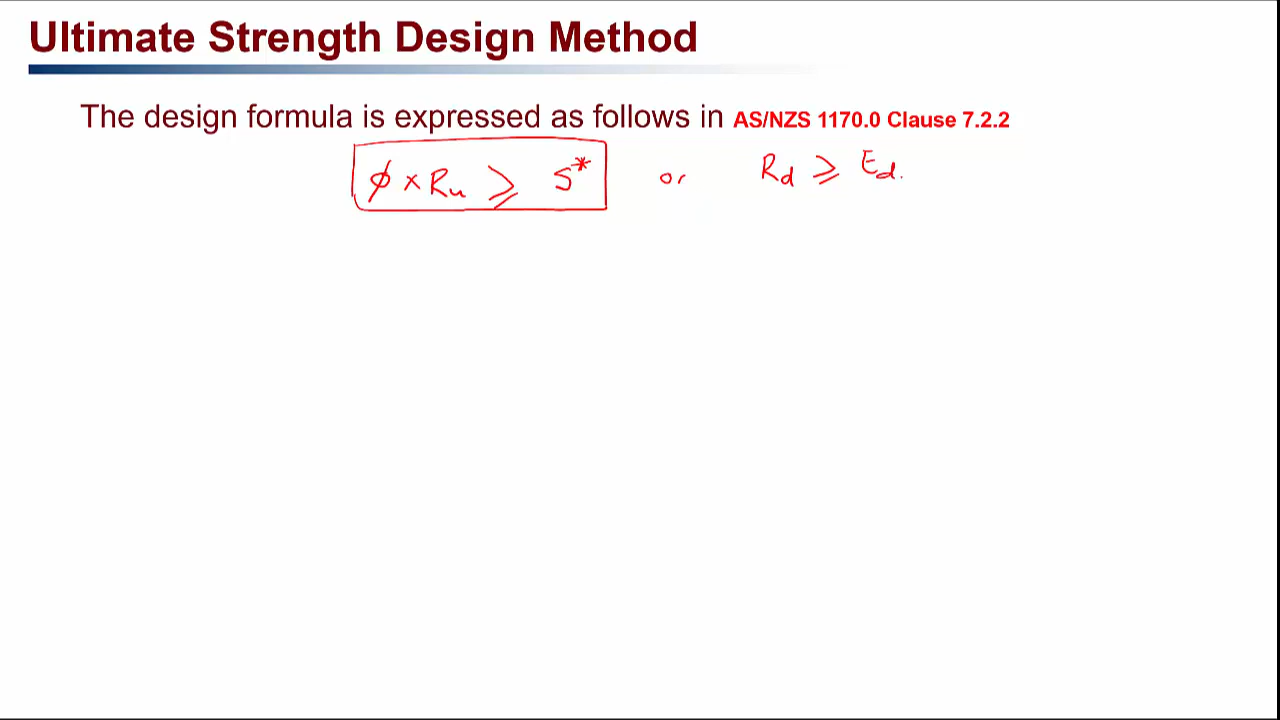 Ultimate Strength Design Method
The design formula is expressed as follows in AS/NZS 1170.0 Clause 7.2.2
ϕ × Ru ⩾ S* or Rd ⩾ Ed.